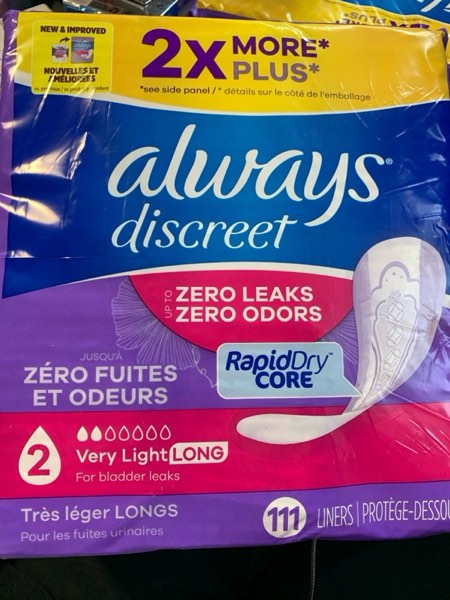 NEW & IMPROVED
NOUVELLES ET
MÉLIORÉES
2x MORE*
PLUS*
*see side panel / * détails sur le côté de l'emballage
always®
discreet
UP TO ZERO LEAKS
ZERO ODORS
JUSQU'À
ZÉRO FUITES
ET ODEURS
RapidDry™
CORE
2
Very Light LONG
For bladder leaks
Très léger LONGS
Pour les fuites urinaires
111 LINERS | PROTÈGE-DESSOU